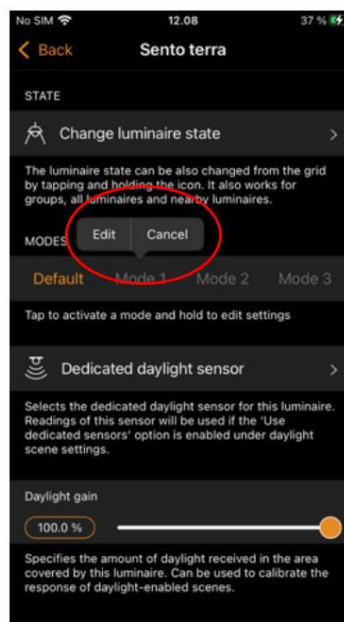 No SIM 12.08 37 %
Back Sento terra
STATE
Change luminaire state
The luminaire state can be also changed from the grid
by tapping and holding the icon. It also works for
groups, all luminaires and nearby luminaires.
Edit Cancel
MODES
Default Mode 1 Mode 2 Mode 3
Tap to activate a mode and hold to edit settings
Dedicated daylight sensor
Selects the dedicated daylight sensor for this luminaire.
Readings of this sensor will be used if the 'Use
dedicated sensors' option is enabled under daylight
scene settings.
Daylight gain
100.0 %
Specifies the amount of daylight received in the area
covered by this luminaire. Can be used to calibrate the
response of daylight-enabled scenes.